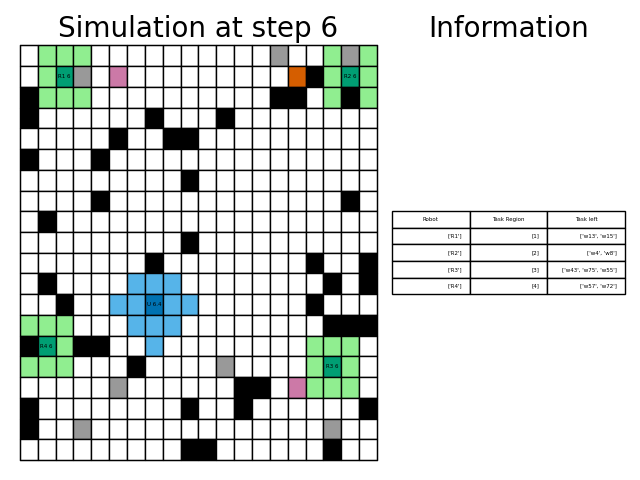 Simulation at step 6
Information
R1 6
R2 6
Robot
Task Region
Task left
['R1']
[1]
['w13', 'w15']
['R2']
[2]
['w4', 'w8']
['R3']
[3]
['w43', 'w75', 'w55']
['R4']
[4]
['w57', 'w72']
U 6.4
R4 6
R3 6